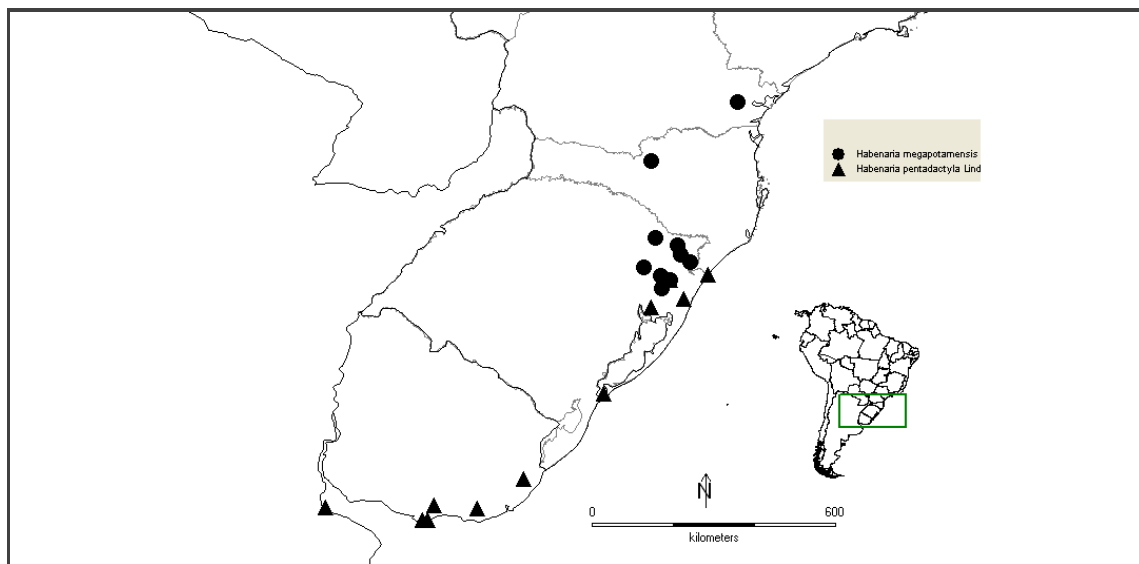 Habenaria megapotamensis
Habenaria pentadactyla Lind
N
0 600
kilometers